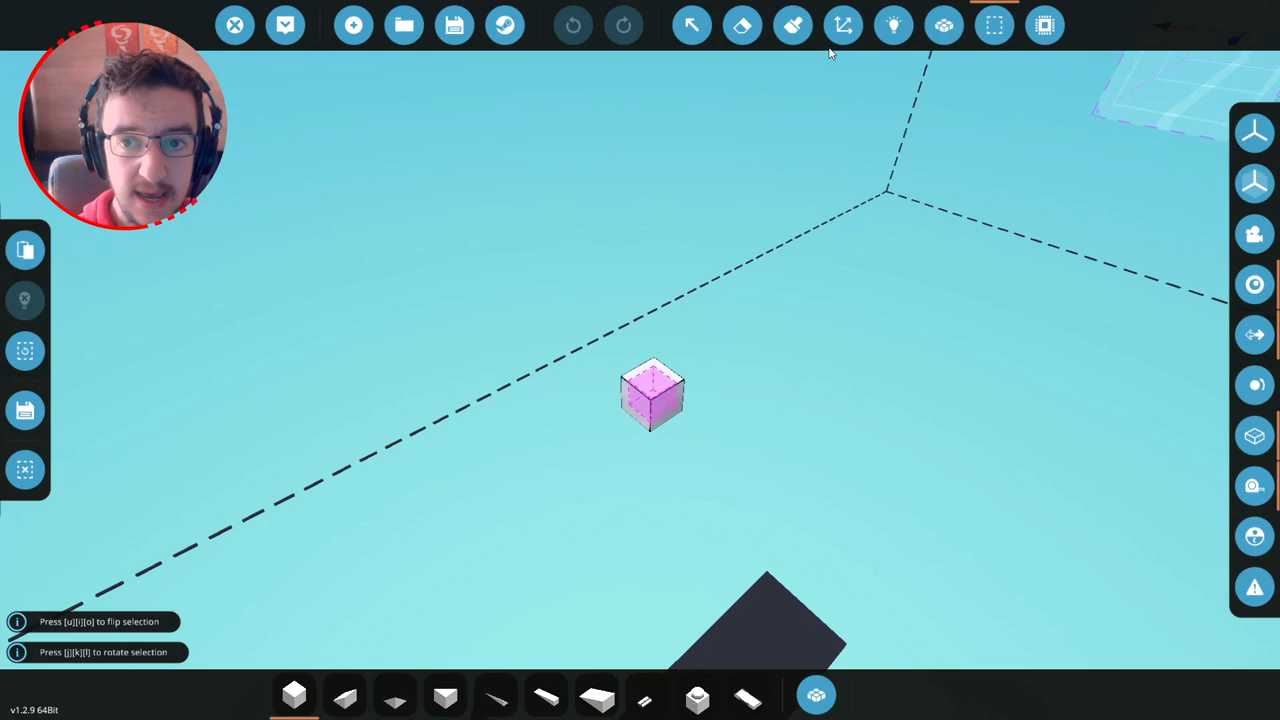 Press [u][i][o] to flip selection
Press [j][k][l] to rotate selection
v1.2.9 64Bit